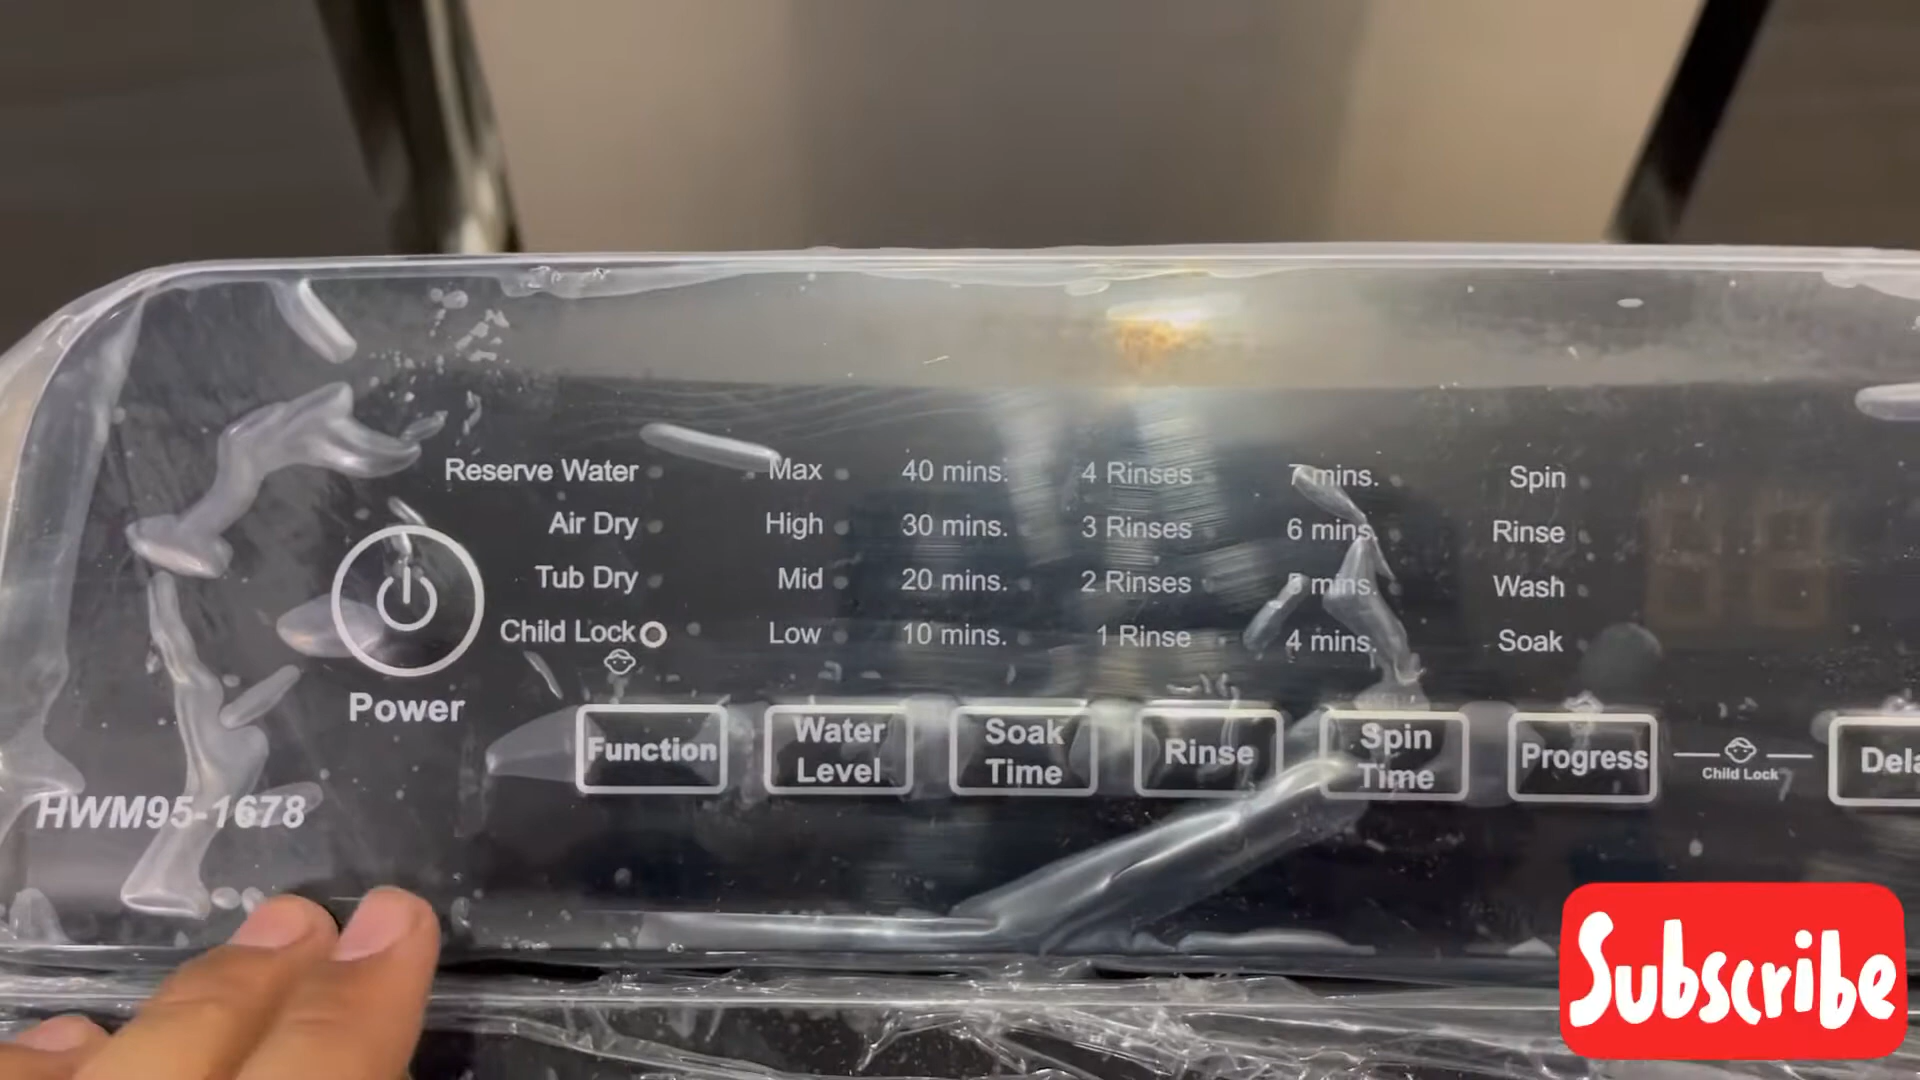 Reserve Water Max 40 mins. 4 Rinses 7 mins. Spin
Air Dry High 30 mins. 3 Rinses 6 mins. Rinse
Tub Dry Mid 20 mins. 2 Rinses 5 mins. Wash
Child Lock Low 10 mins. 1 Rinse 4 mins. Soak
Power
Function
Water
Level
Soak
Time
Rinse
Spin
Time
Progress
Child Lock
HWM95-1678
Subscribe